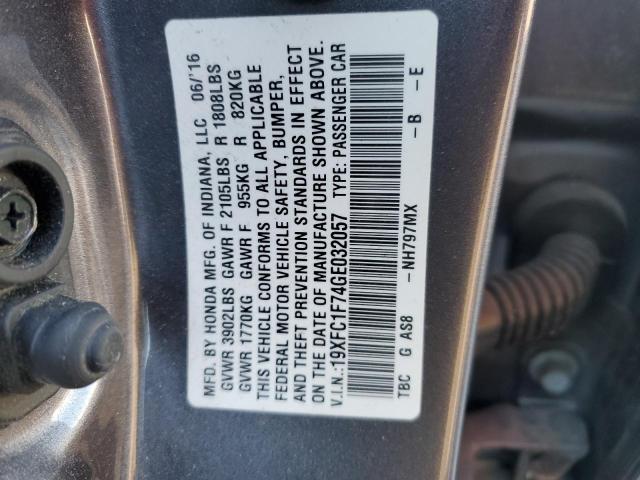 MFD. BY HONDA MFG. OF INDIANA, LLC 06/'16
GVWR 3902LBS GAWR F 2105LBS R 1808LBS
GVWR 1770KG GAWR F 955KG R 820KG
THIS VEHICLE CONFORMS TO ALL APPLICABLE
FEDERAL MOTOR VEHICLE SAFETY, BUMPER,
AND THEFT PREVENTION STANDARDS IN EFFECT
ON THE DATE OF MANUFACTURE SHOWN ABOVE.
V.I.N.:19XFC1F74GE032057 TYPE: PASSENGER CAR
TBC G AS8 -NH797MX -B -E